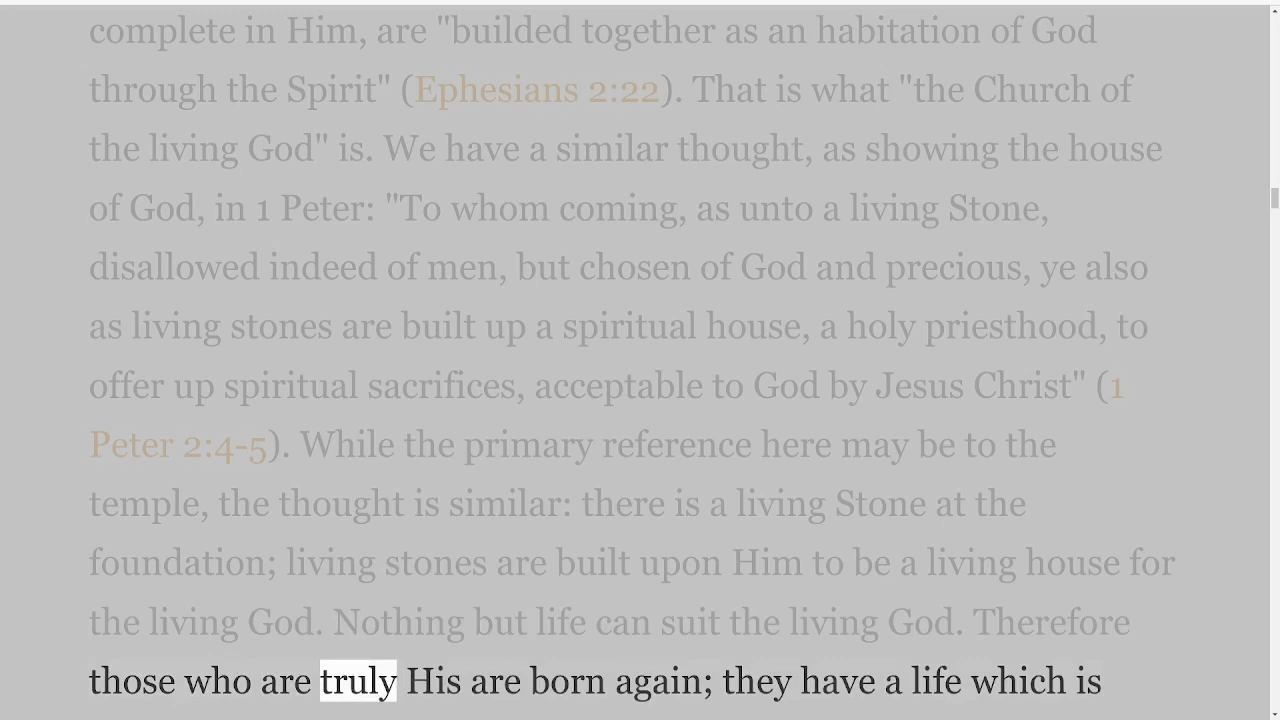 complete in Him, are "builded together as an habitation of God
through the Spirit" (Ephesians 2:22). That is what "the Church of
the living God" is. We have a similar thought, as showing the house
of God, in 1 Peter: "To whom coming, as unto a living Stone,
disallowed indeed of men, but chosen of God and precious, ye also
as living stones are built up a spiritual house, a holy priesthood, to
offer up spiritual sacrifices, acceptable to God by Jesus Christ" (1
Peter 2:4-5). While the primary reference here may be to the
temple, the thought is similar: there is a living Stone at the
foundation; living stones are built upon Him to be a living house for
the living God. Nothing but life can suit the living God. Therefore
those who are truly His are born again; they have a life which is